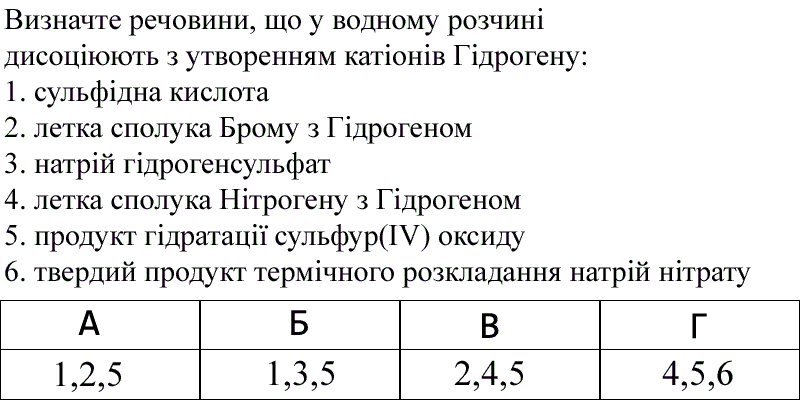 Визначте речовини, що у водному розчині
дисоціюють з утворенням катіонів Гідрогену:
1. сульфідна кислота
2. летка сполука Брому з Гідрогеном
3. натрій гідрогенсульфат
4. летка сполука Нітрогену з Гідрогеном
5. продукт гідратації сульфур(IV) оксиду
6. твердий продукт термічного розкладання натрій нітрату
А Б В Г
1,2,5 1,3,5 2,4,5 4,5,6